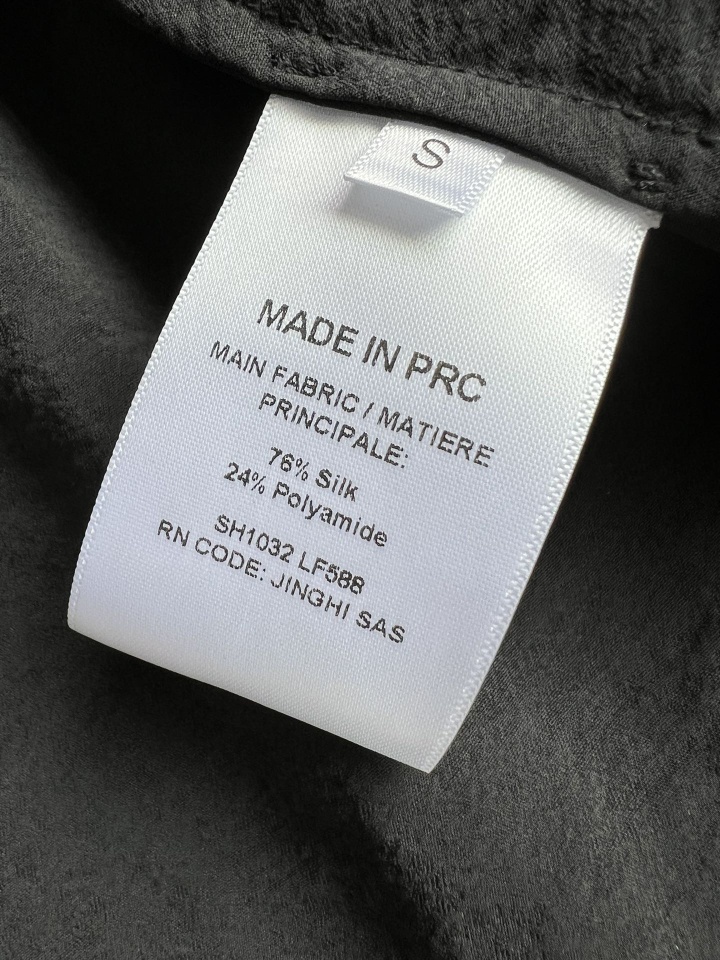 S
MADE IN PRC
MAIN FABRIC / MATIERE
PRINCIPALE:
76% Silk
24% Polyamide
SH1032 LF588
RN CODE: JINGHI SAS